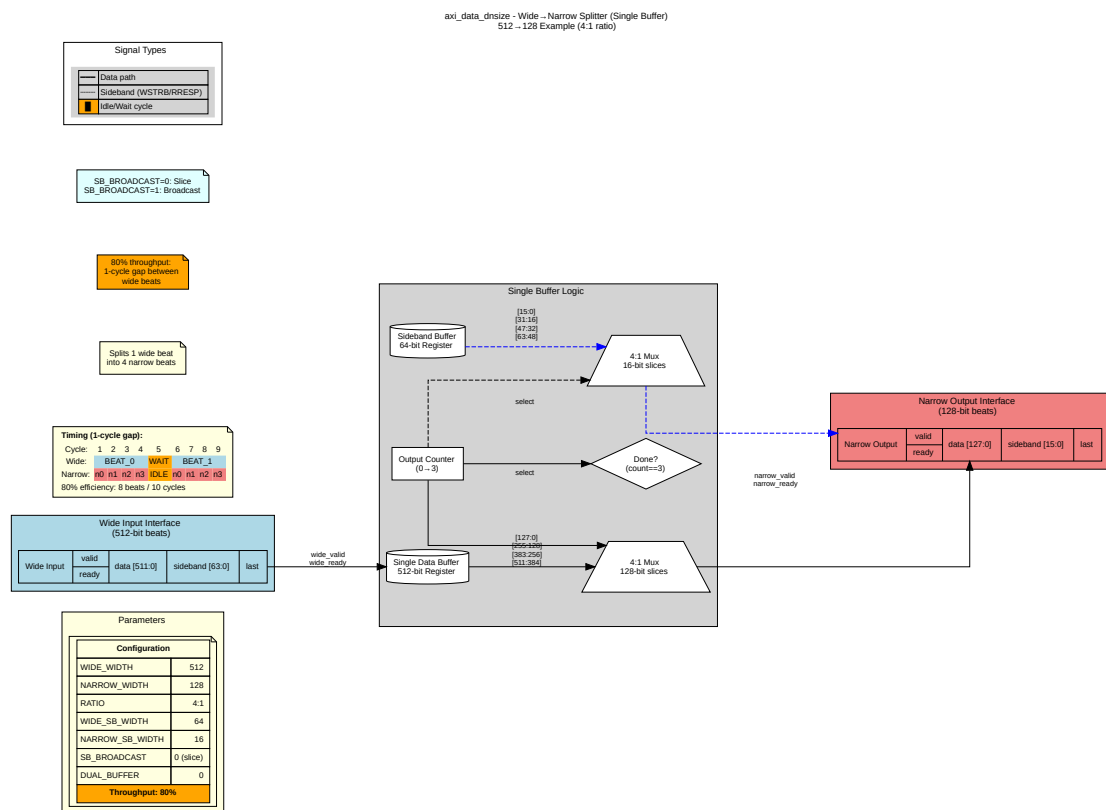 axi_data_dnsize - Wide→Narrow Splitter (Single Buffer)
512→128 Example (4:1 ratio)
Signal Types
Data path
Sideband (WSTRB/RRESP)
Idle/Wait cycle
SB_BROADCAST=0: Slice
SB_BROADCAST=1: Broadcast
80% throughput:
1-cycle gap between
wide beats
Splits 1 wide beat
into 4 narrow beats
Timing (1-cycle gap):
Cycle: 1 2 3 4 5 6 7 8 9
Wide: BEAT_0 WAIT BEAT_1
Narrow: n0 n1 n2 n3 IDLE n0 n1 n2 n3
80% efficiency: 8 beats / 10 cycles
Wide Input Interface
(512-bit beats)
Wide Input
valid
ready
data [511:0]
sideband [63:0]
last
wide_valid
wide_ready
Single Buffer Logic
Sideband Buffer
64-bit Register
[15:0]
[31:16]
[47:32]
[63:48]
4:1 Mux
16-bit slices
select
Output Counter
(0→3)
select
Done?
(count==3)
Single Data Buffer
512-bit Register
[127:0]
[255:128]
[383:256]
[511:384]
4:1 Mux
128-bit slices
narrow_valid
narrow_ready
Narrow Output Interface
(128-bit beats)
Narrow Output
valid
ready
data [127:0]
sideband [15:0]
last
Parameters
Configuration
WIDE_WIDTH 512
NARROW_WIDTH 128
RATIO 4:1
WIDE_SB_WIDTH 64
NARROW_SB_WIDTH 16
SB_BROADCAST 0 (slice)
DUAL_BUFFER 0
Throughput: 80%